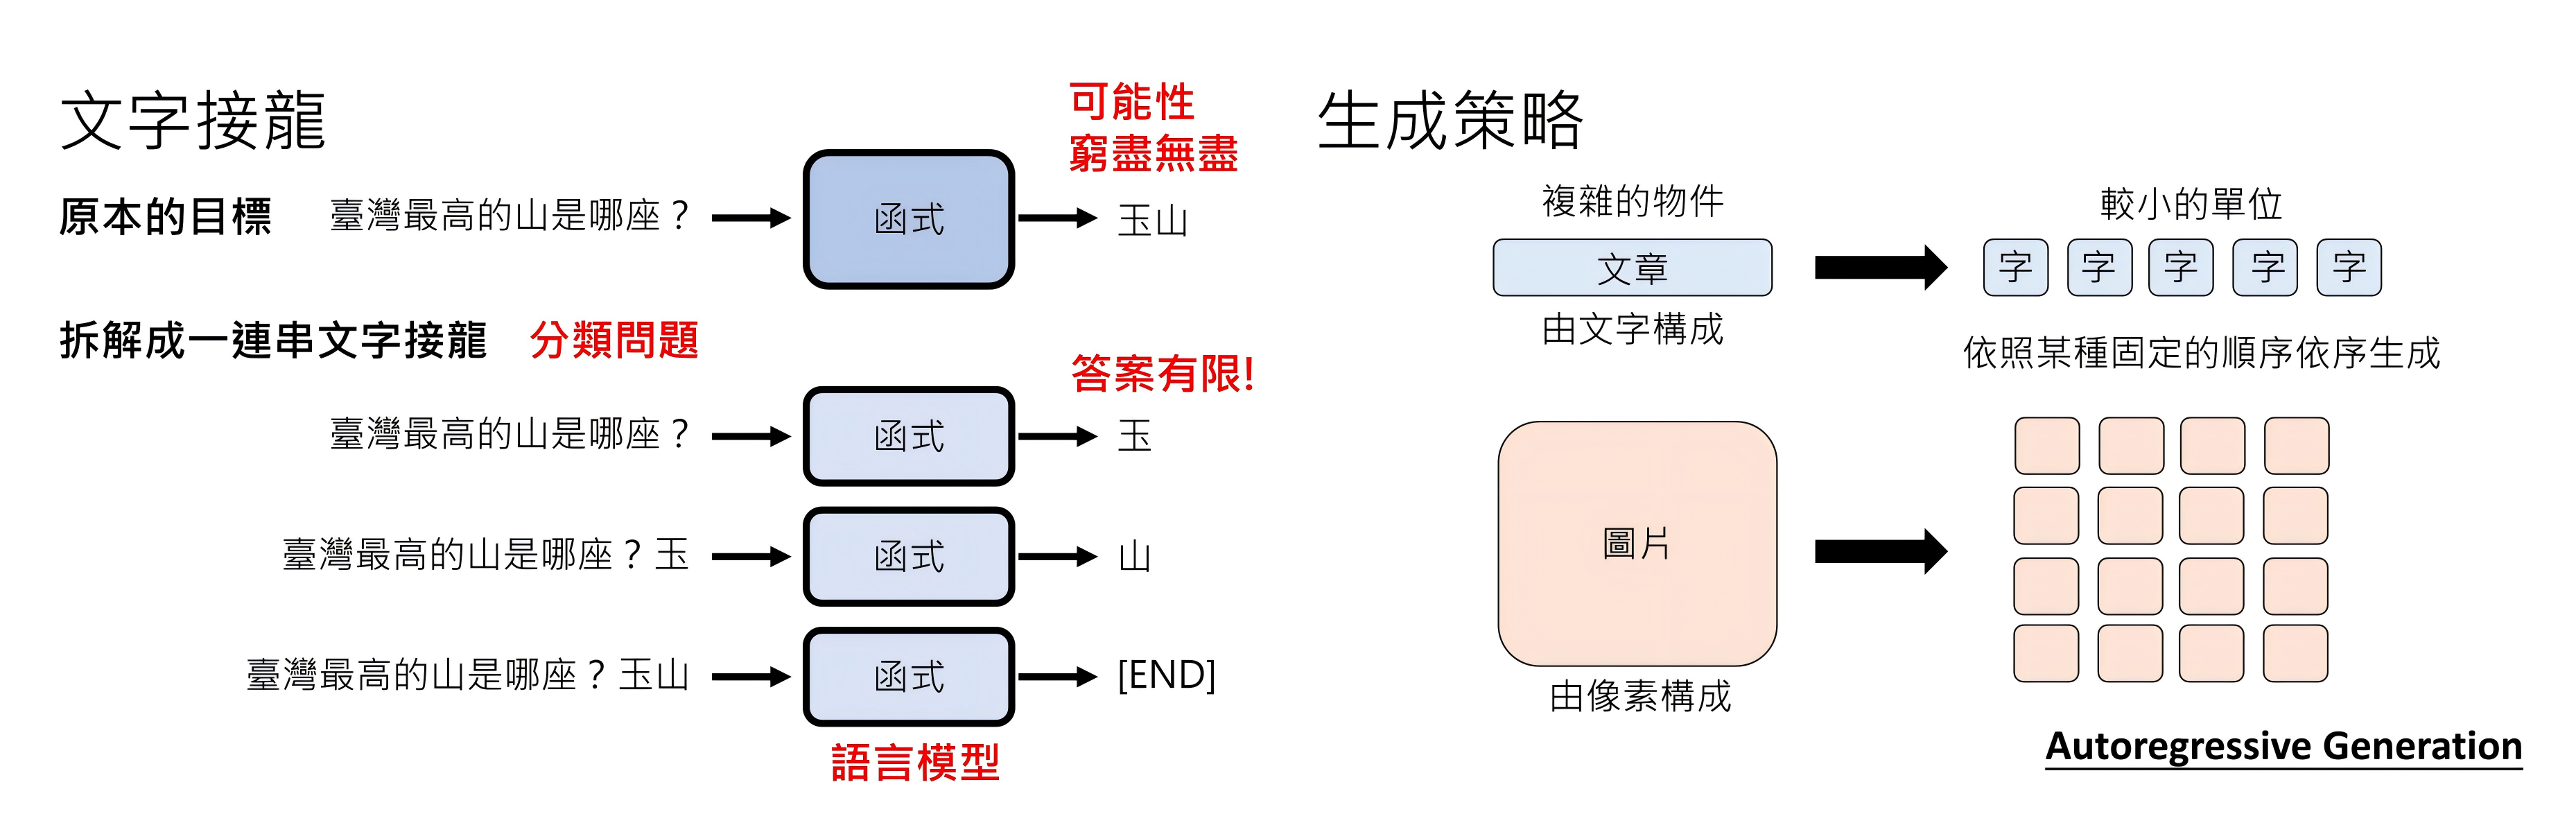 文字接龍
可能性
窮盡無盡
原本的目標 臺灣最高的山是哪座？ 函式 玉山
拆解成一連串文字接龍 分類問題
答案有限!
臺灣最高的山是哪座？ 函式 玉
臺灣最高的山是哪座？玉 函式 山
臺灣最高的山是哪座？玉山 函式 [END]
語言模型
生成策略
複雜的物件 較小的單位
文章 字 字 字 字 字
由文字構成
依照某種固定的順序依序生成
圖片
由像素構成
Autoregressive Generation